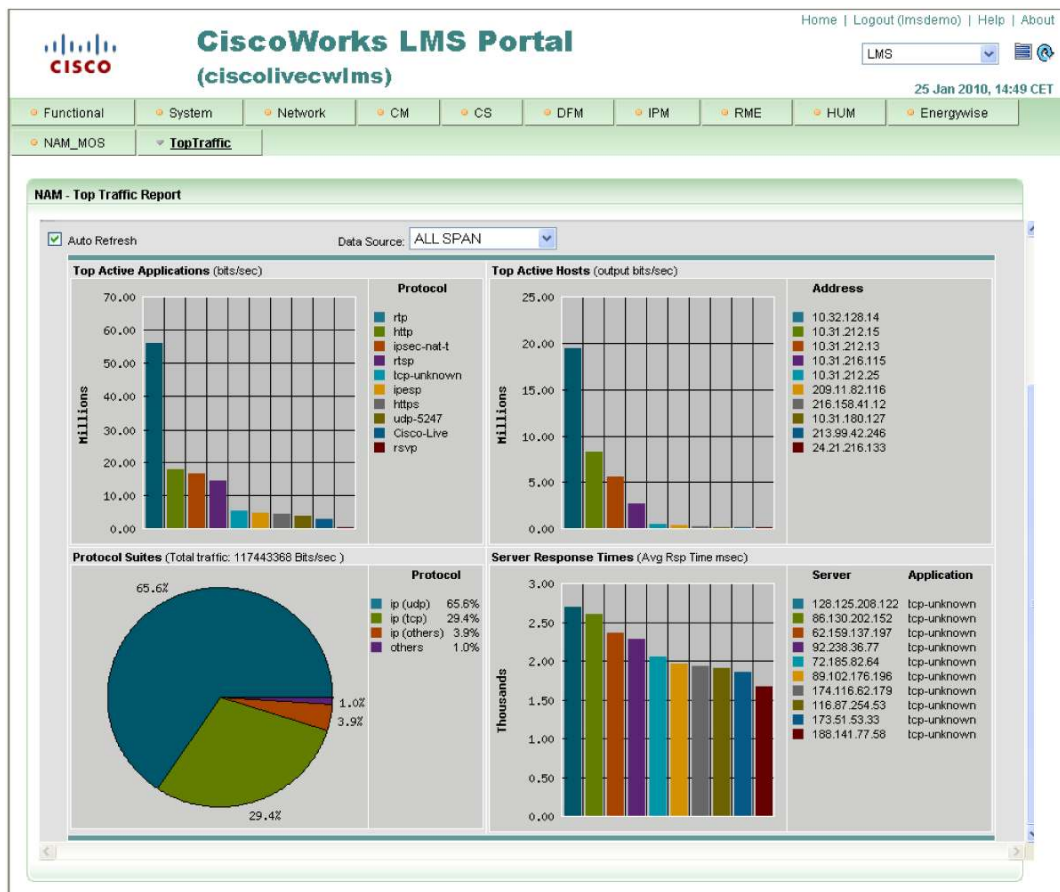 Home | Logout (lmsdemo) | Help | About
CISCO
CiscoWorks LMS Portal
(ciscolivecwlms)
LMS
25 Jan 2010, 14:49 CET
Functional System Network CM CS DFM IPM RME HUM Energywise
NAM_MOS TopTraffic
NAM - Top Traffic Report
Auto Refresh
Data Source: ALL SPAN
Top Active Applications (bits/sec)
70.00
60.00
50.00
40.00
30.00
20.00
10.00
0.00
Millions
Protocol
rtp
http
ipsec-nat-t
rtsp
tcp-unknown
ipesp
https
udp-5247
Cisco-Live
rsvp
Top Active Hosts (output bits/sec)
25.00
20.00
15.00
10.00
5.00
0.00
Millions
Address
10.32.128.14
10.31.212.15
10.31.212.13
10.31.216.115
10.31.212.25
209.11.82.116
216.158.41.12
10.31.180.127
213.99.42.246
24.21.216.133
Protocol Suites (Total traffic: 117443368 Bits/sec )
65.6%
1.0%
3.9%
29.4%
Protocol
ip (udp) 65.6%
ip (tcp) 29.4%
ip (others) 3.9%
others 1.0%
Server Response Times (Avg Rsp Time msec)
3.00
2.50
2.00
1.50
1.00
0.50
0.00
Thousands
Server Application
128.125.208.122 tcp-unknown
86.130.202.152 tcp-unknown
62.159.137.197 tcp-unknown
92.238.36.77 tcp-unknown
72.185.82.64 tcp-unknown
89.102.176.196 tcp-unknown
174.116.62.179 tcp-unknown
116.87.254.53 tcp-unknown
173.51.53.33 tcp-unknown
188.141.77.58 tcp-unknown